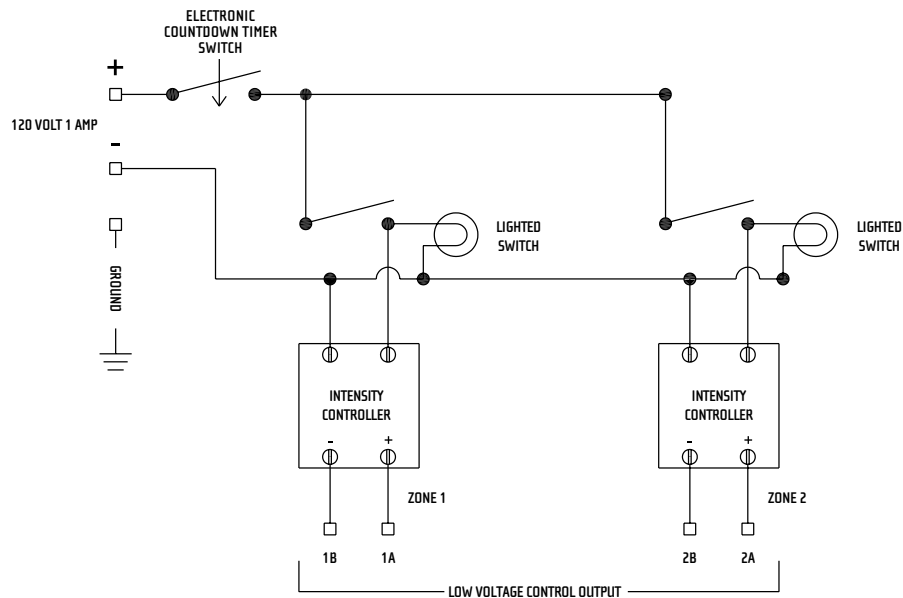 ELECTRONIC
COUNTDOWN TIMER
SWITCH
+
120 VOLT 1 AMP
-
GROUND
LIGHTED
SWITCH
LIGHTED
SWITCH
INTENSITY
CONTROLLER
- +
INTENSITY
CONTROLLER
- +
ZONE 1
ZONE 2
1B 1A
2B 2A
LOW VOLTAGE CONTROL OUTPUT